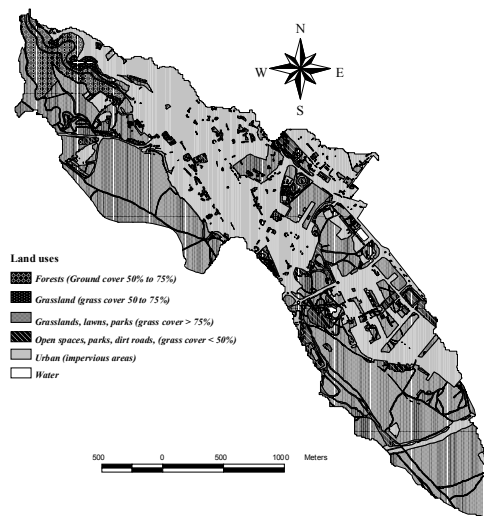 N
W E
S
Land uses
Forests (Ground cover 50% to 75%)
Grassland (grass cover 50 to 75%)
Grasslands, lawns, parks (grass cover > 75%)
Open spaces, parks, dirt roads, (grass cover < 50%)
Urban (impervious areas)
Water
500 0 500 1000 Meters